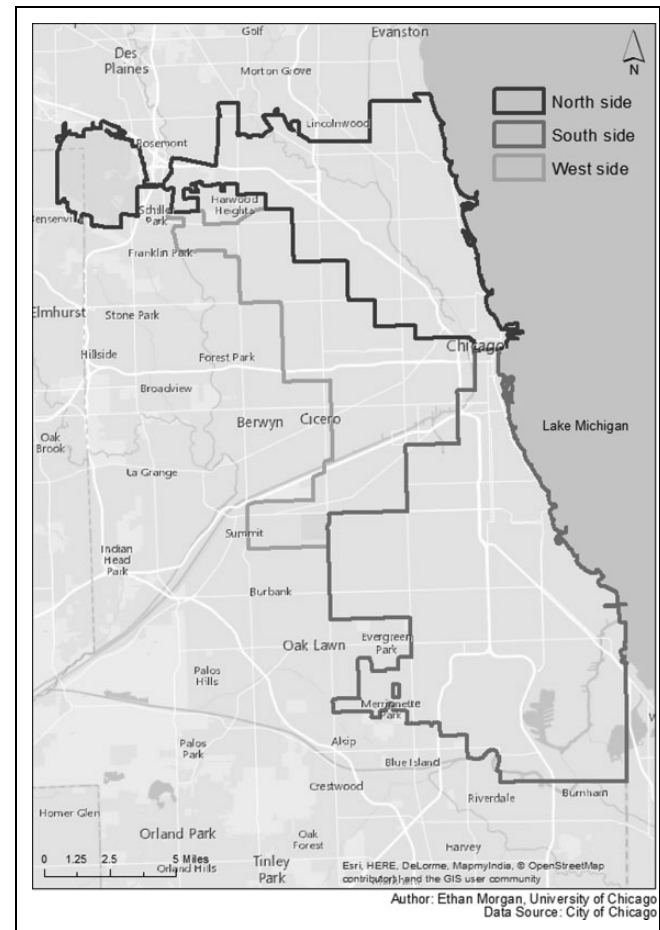 Golf
Evanston
Des
Plaines
Morton Grove
N
North side
South side
West side
Lincolnwood
Rosemont
Harwood
Heights
Schiller
Park
Bensenville
Franklin Park
Elmhurst
Stone Park
Chicago
Hillside
Forest Park
Broadview
Berwyn
Cicero
Lake Michigan
Oak
Brook
La Grange
Summit
Indian
Head
Park
Burbank
Oak Lawn
Evergreen
Park
Palos
Hills
Merrionette
Park
Alsip
Palos
Park
Blue Island
Crestwood
Riverdale
Burnham
Homer Glen
Orland Park
Oak
Forest
Harvey
0 1.25 2.5 5 Miles
Orland Hills
Tinley
Park
Esri, HERE, DeLorme, MapmyIndia, © OpenStreetMap
contributors, and the GIS user community
Author: Ethan Morgan, University of Chicago
Data Source: City of Chicago